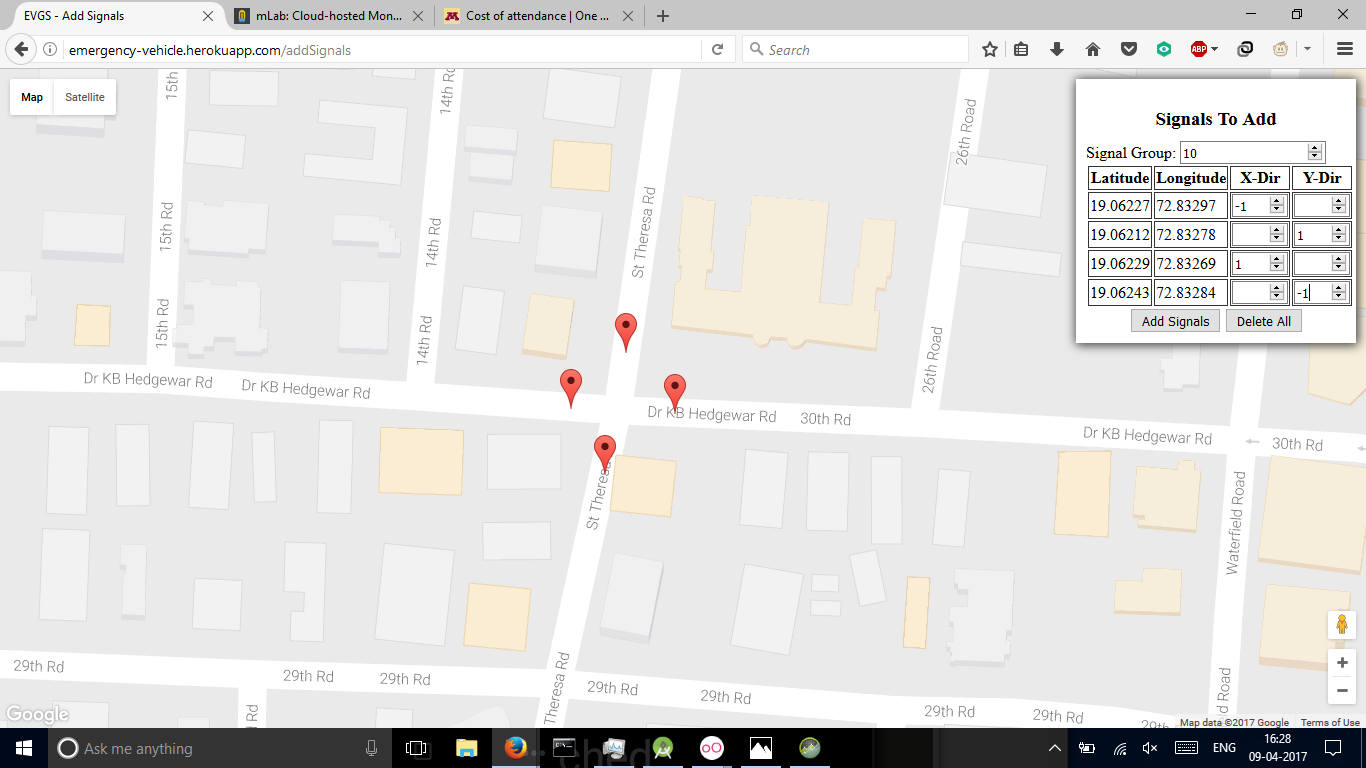 EVGS - Add Signals
mLab: Cloud-hosted Mon...
Cost of attendance | One ...
emergency-vehicle.herokuapp.com/addSignals
Search
ABP
Map
Satellite
Signals To Add
Signal Group: 10
Latitude Longitude X-Dir Y-Dir
19.06227 72.83297 -1
19.06212 72.83278 1
19.06229 72.83269 1
19.06243 72.83284 -1
Add Signals Delete All
15th
14th Rd
26th Road
15th Rd
14th Rd
St Theresa Rd
15th Rd
14th Rd
26th Road
Dr KB Hedgewar Rd
Dr KB Hedgewar Rd
Dr KB Hedgewar Rd
30th Rd
Dr KB Hedgewar Rd
30th Rd
St Theresa
Waterfield Road
29th Rd
29th Rd
29th Rd
29th Rd
29th Rd
29th Rd
29th Rd
Theresa Rd
Rd
Road
Google
Map data ©2017 Google
Terms of Use
Ask me anything
ENG
16:28
09-04-2017